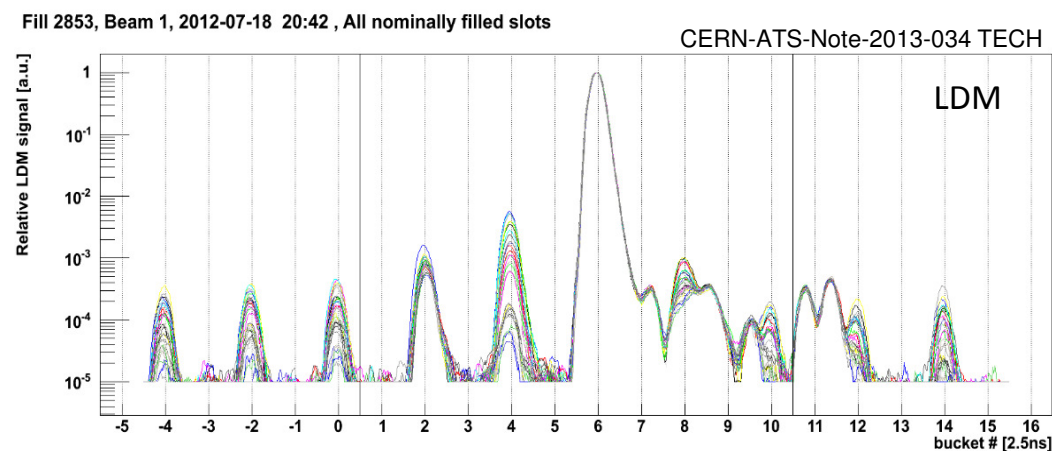 Fill 2853, Beam 1, 2012-07-18 20:42 , All nominally filled slots
CERN-ATS-Note-2013-034 TECH
LDM
Relative LDM signal [a.u.]
1
10-1
10-2
10-3
10-4
10-5
-5 -4 -3 -2 -1 0 1 2 3 4 5 6 7 8 9 10 11 12 13 14 15 16
bucket # [2.5ns]